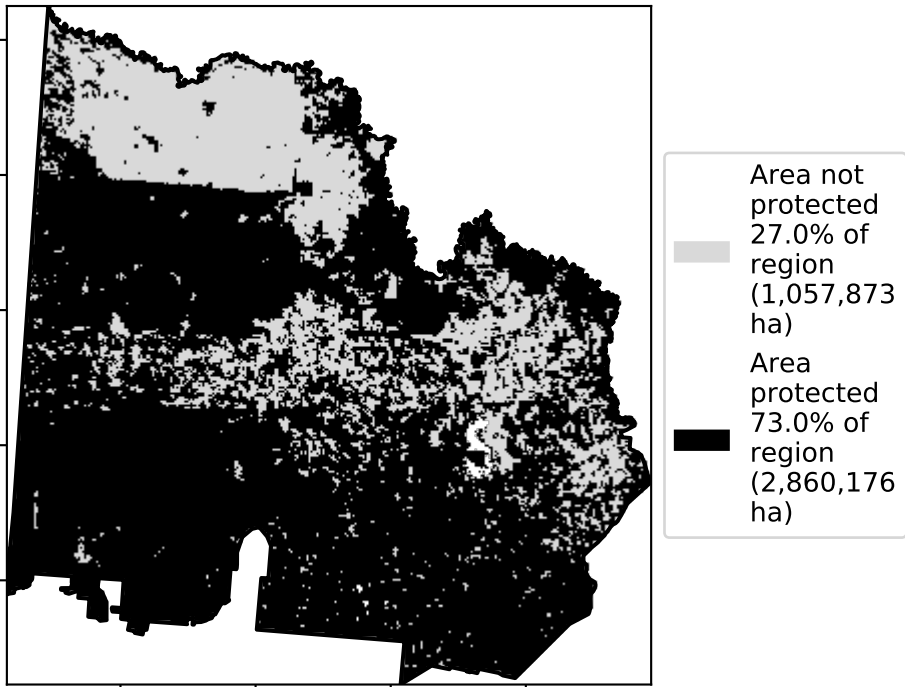 Area not
protected
27.0% of
region
(1,057,873
ha)
Area
protected
73.0% of
region
(2,860,176
ha)